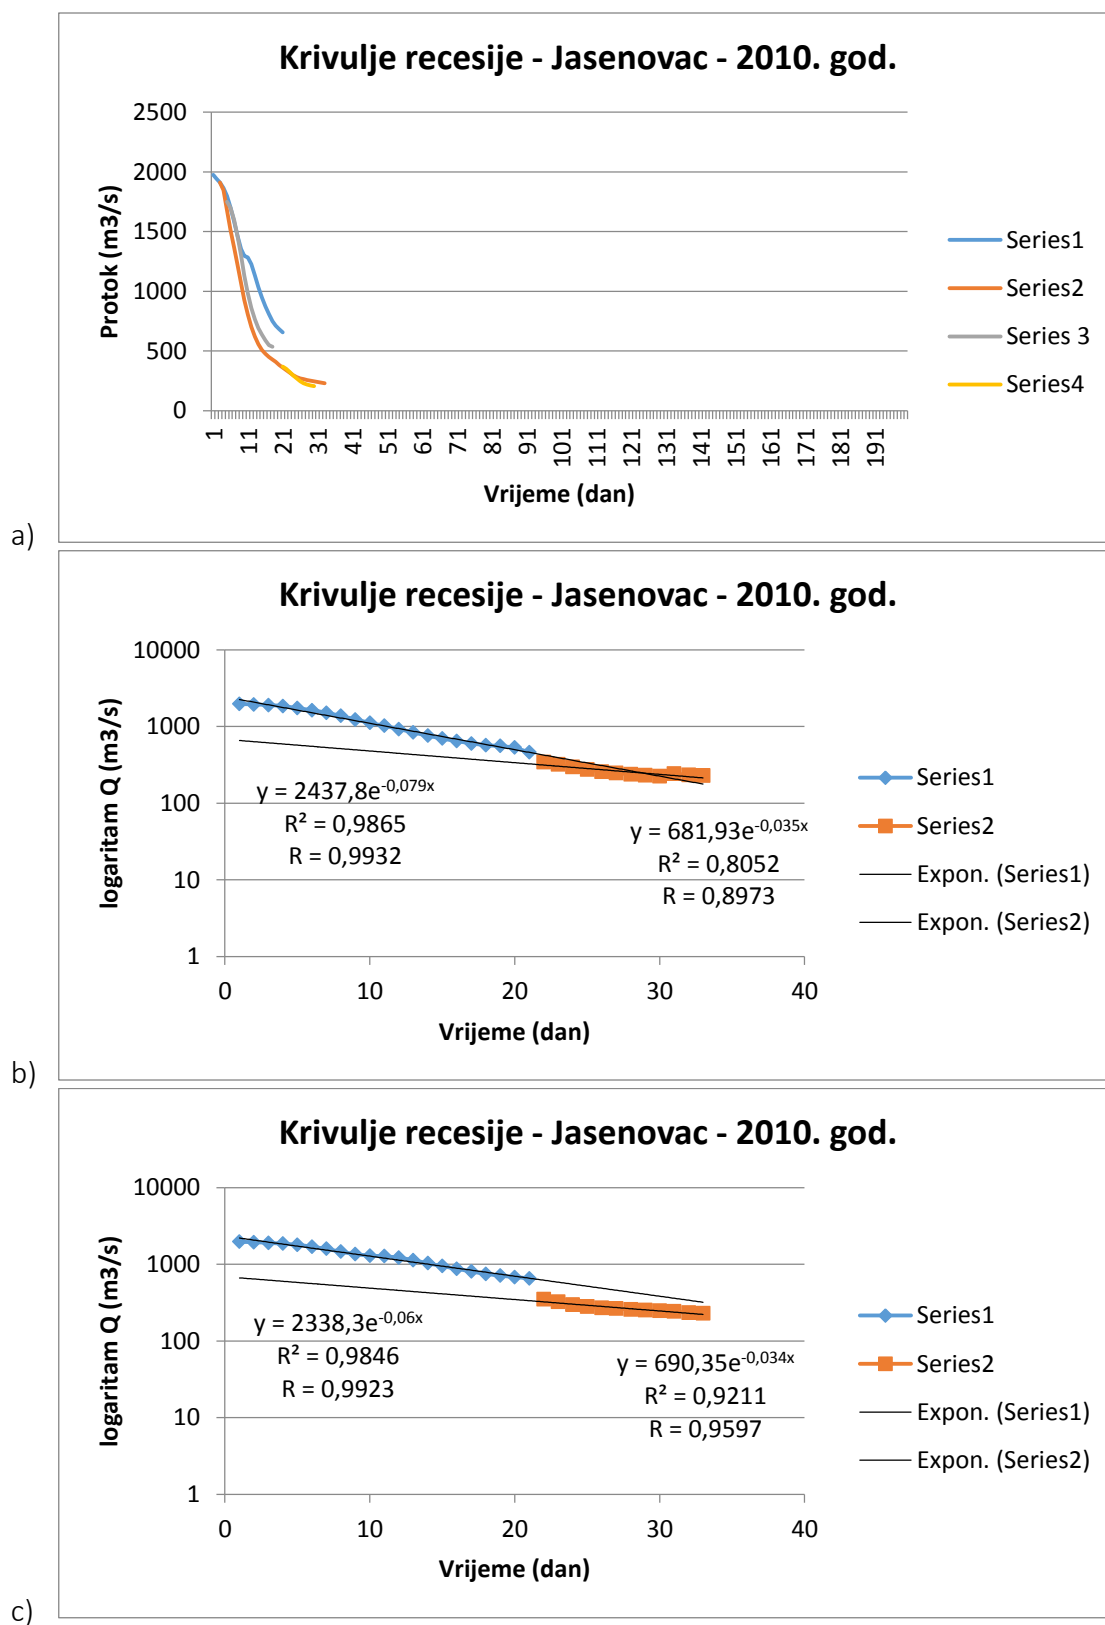 Krivulje recesije - Jasenovac - 2010. god.
Protok (m3/s)
2500
2000
1500
1000
500
0
1
11
21
31
41
51
61
71
81
91
101
111
121
131
141
151
161
171
181
191
Vrijeme (dan)
Series1
Series2
Series 3
Series4
a)
Krivulje recesije - Jasenovac - 2010. god.
logaritam Q (m3/s)
10000
1000
100
10
1
y = 2437,8e^-0,079x
R² = 0,9865
R = 0,9932
y = 681,93e^-0,035x
R² = 0,8052
R = 0,8973
0
10
20
30
40
Vrijeme (dan)
Series1
Series2
Expon. (Series1)
Expon. (Series2)
b)
Krivulje recesije - Jasenovac - 2010. god.
logaritam Q (m3/s)
10000
1000
100
10
1
y = 2338,3e^-0,06x
R² = 0,9846
R = 0,9923
y = 690,35e^-0,034x
R² = 0,9211
R = 0,9597
0
10
20
30
40
Vrijeme (dan)
Series1
Series2
Expon. (Series1)
Expon. (Series2)
c)